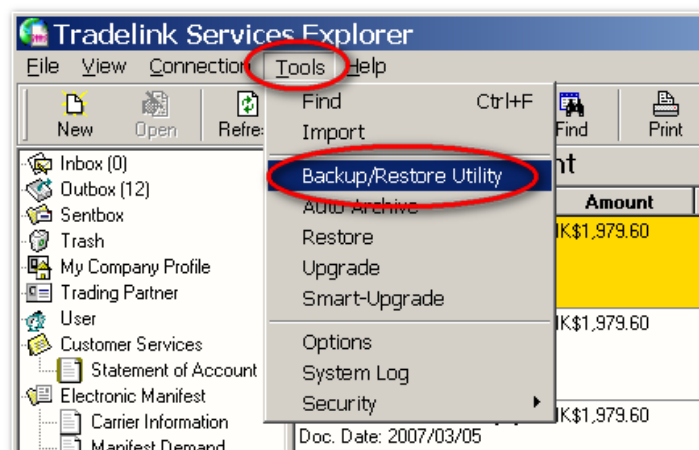 Tradelink Services Explorer
File View Connection Tools Help
New Open Refre Find Print
Find Ctrl+F
Import
Backup/Restore Utility
Auto Archive
Restore
Upgrade
Smart-Upgrade
Options
System Log
Security
Inbox (0)
Outbox (12)
Sentbox
Trash
My Company Profile
Trading Partner
User
Customer Services
Statement of Account
Electronic Manifest
Carrier Information
Manifest Demand
nt
Amount
HK$1,979.60
HK$1,979.60
HK$1,979.60
Doc. Date: 2007/03/05